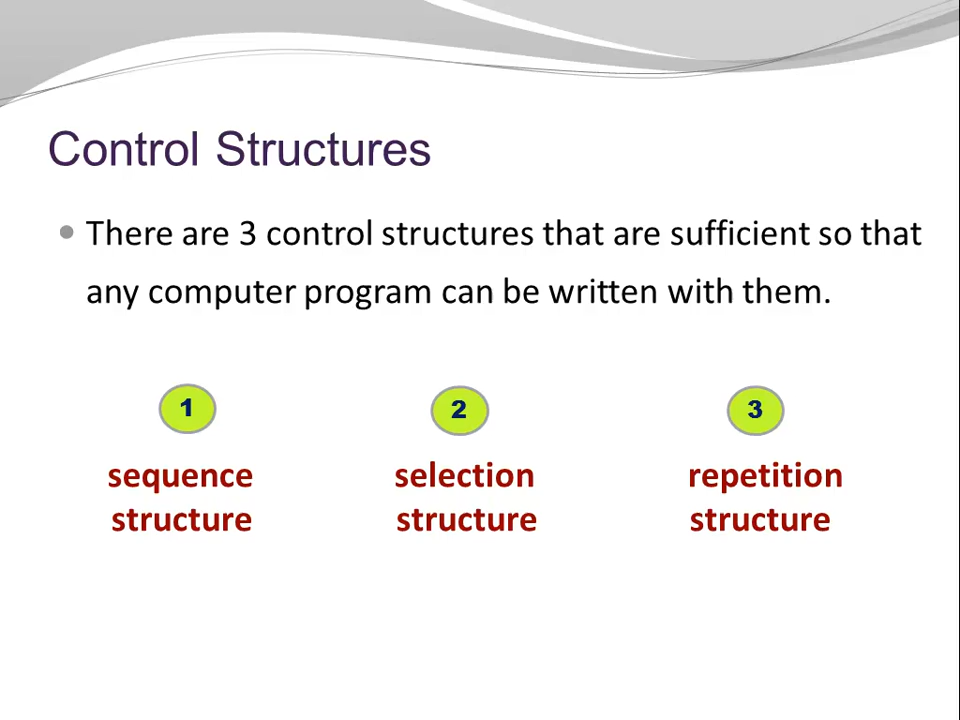 Control Structures
• There are 3 control structures that are sufficient so that
any computer program can be written with them.
1 2 3
sequence selection repetition
structure structure structure